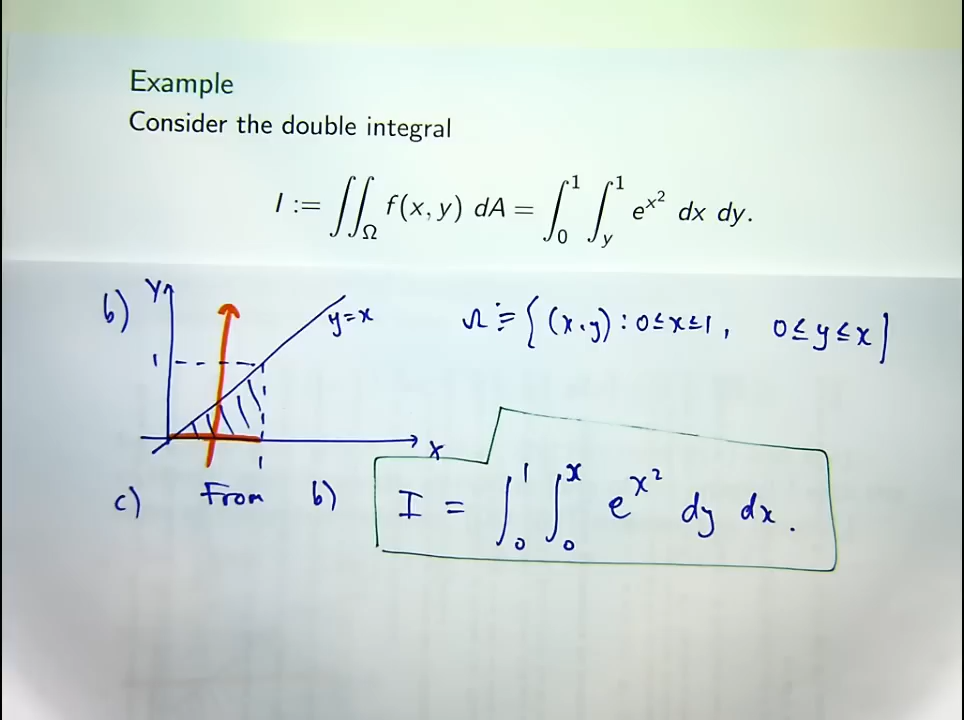 Example
Consider the double integral
I := ∬_Ω f(x, y) dA = ∫_0^1 ∫_y^1 e^{x^2} dx dy.
b) y y=x Ω := { (x,y) : 0≤x≤1, 0≤y≤x }
1
x
1
c) From b) I = ∫_0^1 ∫_0^x e^{x^2} dy dx.